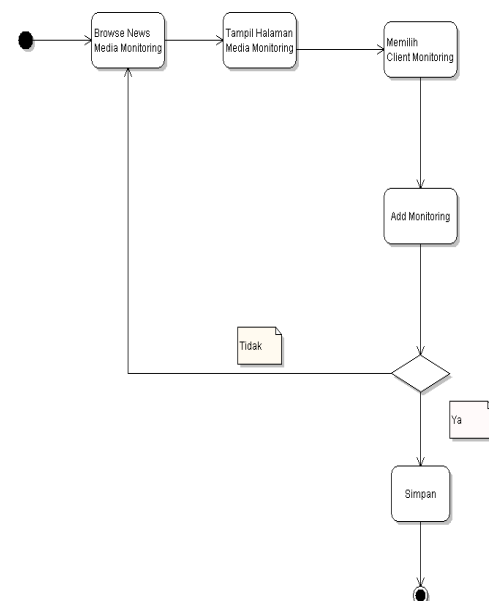 Browse News
Media Monitoring
Tampil Halaman
Media Monitoring
Memilih
Client Monitoring
Add Monitoring
Tidak
Ya
Simpan